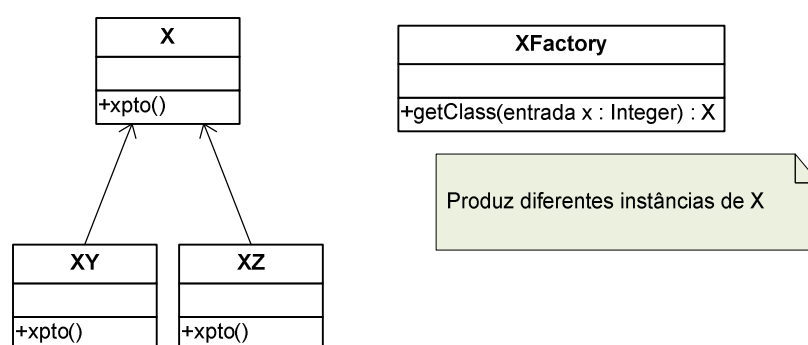 X
+xpto()
XFactory
+getClass(entrada x : Integer) : X
Produz diferentes instâncias de X
XY
+xpto()
XZ
+xpto()